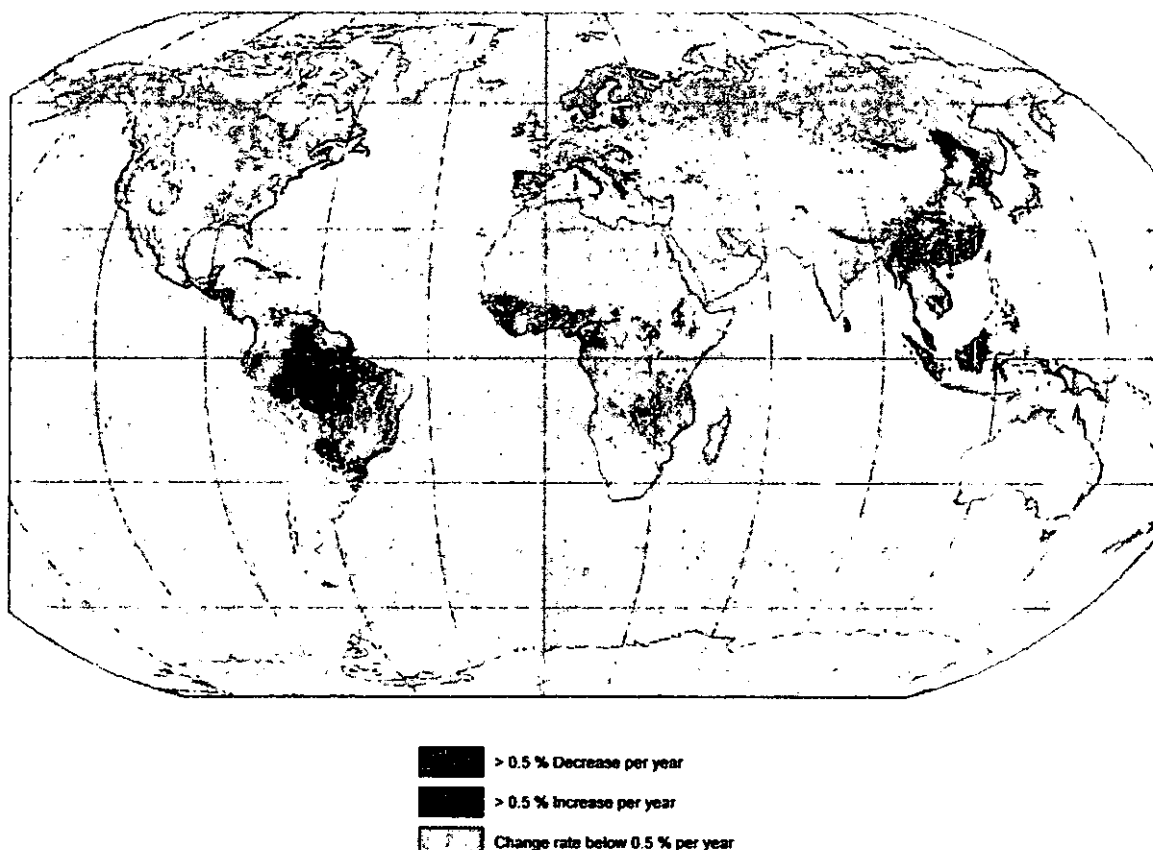 > 0.5 % Decrease per year
> 0.5 % Increase per year
Change rate below 0.5 % per year